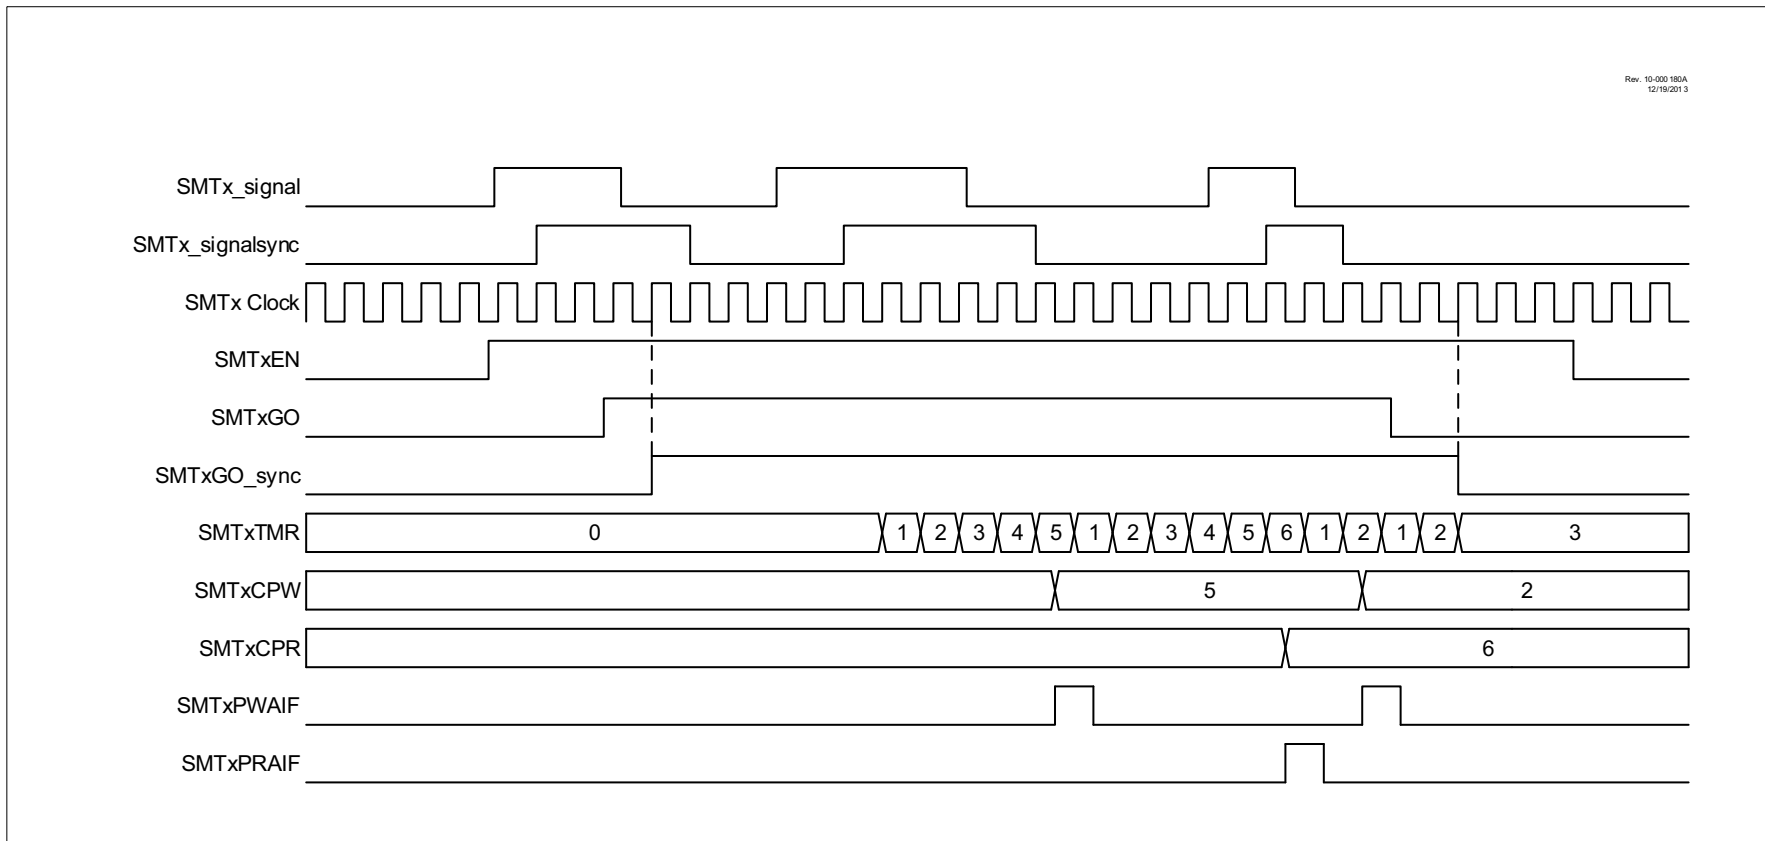 Rev. 10-000 180A
12/19/201 3
SMTx_signal
SMTx_signalsync
SMTx Clock
SMTxEN
SMTxGO
SMTxGO_sync
SMTxTMR 0 1 2 3 4 5 1 2 3 4 5 6 1 2 1 2 3
SMTxCPW 5 2
SMTxCPR 6
SMTxPWAIF
SMTxPRAIF